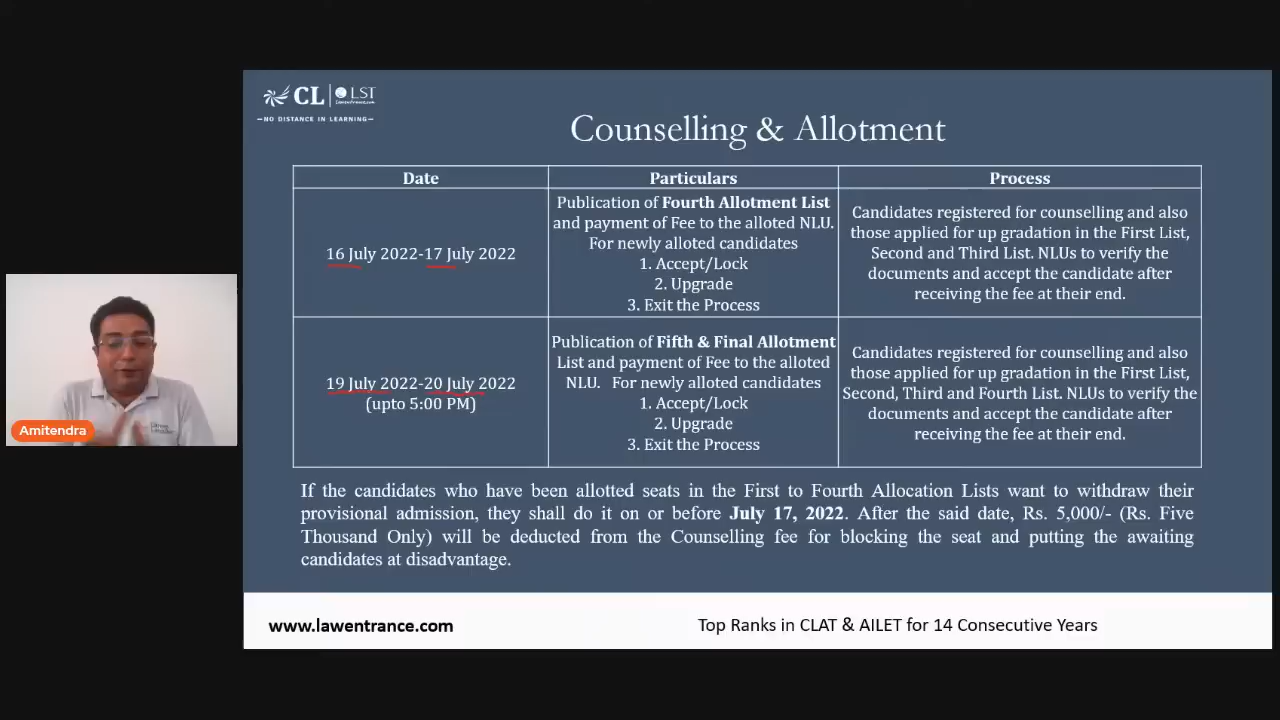 CL LST
lawentrance.com
NO DISTANCE IN LEARNING
Counselling & Allotment
Date
Particulars
Process
16 July 2022-17 July 2022
Publication of Fourth Allotment List
and payment of Fee to the alloted NLU.
For newly alloted candidates
1. Accept/Lock
2. Upgrade
3. Exit the Process
Candidates registered for counselling and also
those applied for up gradation in the First List,
Second and Third List. NLUs to verify the
documents and accept the candidate after
receiving the fee at their end.
19 July 2022-20 July 2022
(upto 5:00 PM)
Publication of Fifth & Final Allotment
List and payment of Fee to the alloted
NLU. For newly alloted candidates
1. Accept/Lock
2. Upgrade
3. Exit the Process
Candidates registered for counselling and also
those applied for up gradation in the First List,
Second, Third and Fourth List. NLUs to verify the
documents and accept the candidate after
receiving the fee at their end.
If the candidates who have been allotted seats in the First to Fourth Allocation Lists want to withdraw their
provisional admission, they shall do it on or before July 17, 2022. After the said date, Rs. 5,000/- (Rs. Five
Thousand Only) will be deducted from the Counselling fee for blocking the seat and putting the awaiting
candidates at disadvantage.
Amitendra
www.lawentrance.com
Top Ranks in CLAT & AILET for 14 Consecutive Years